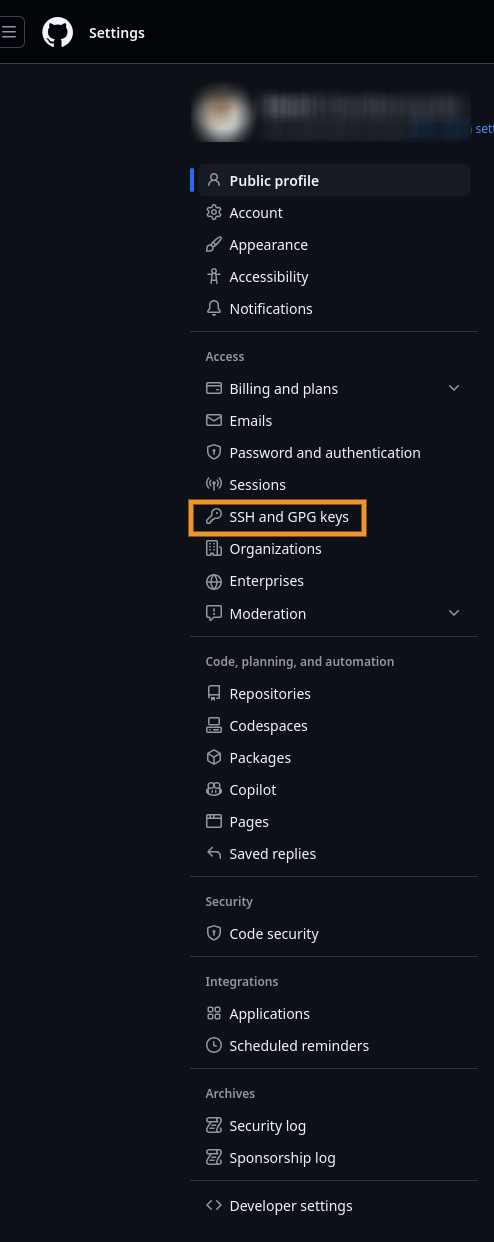 Settings
sett
Public profile
Account
Appearance
Accessibility
Notifications
Access
Billing and plans
Emails
Password and authentication
Sessions
SSH and GPG keys
Organizations
Enterprises
Moderation
Code, planning, and automation
Repositories
Codespaces
Packages
Copilot
Pages
Saved replies
Security
Code security
Integrations
Applications
Scheduled reminders
Archives
Security log
Sponsorship log
Developer settings